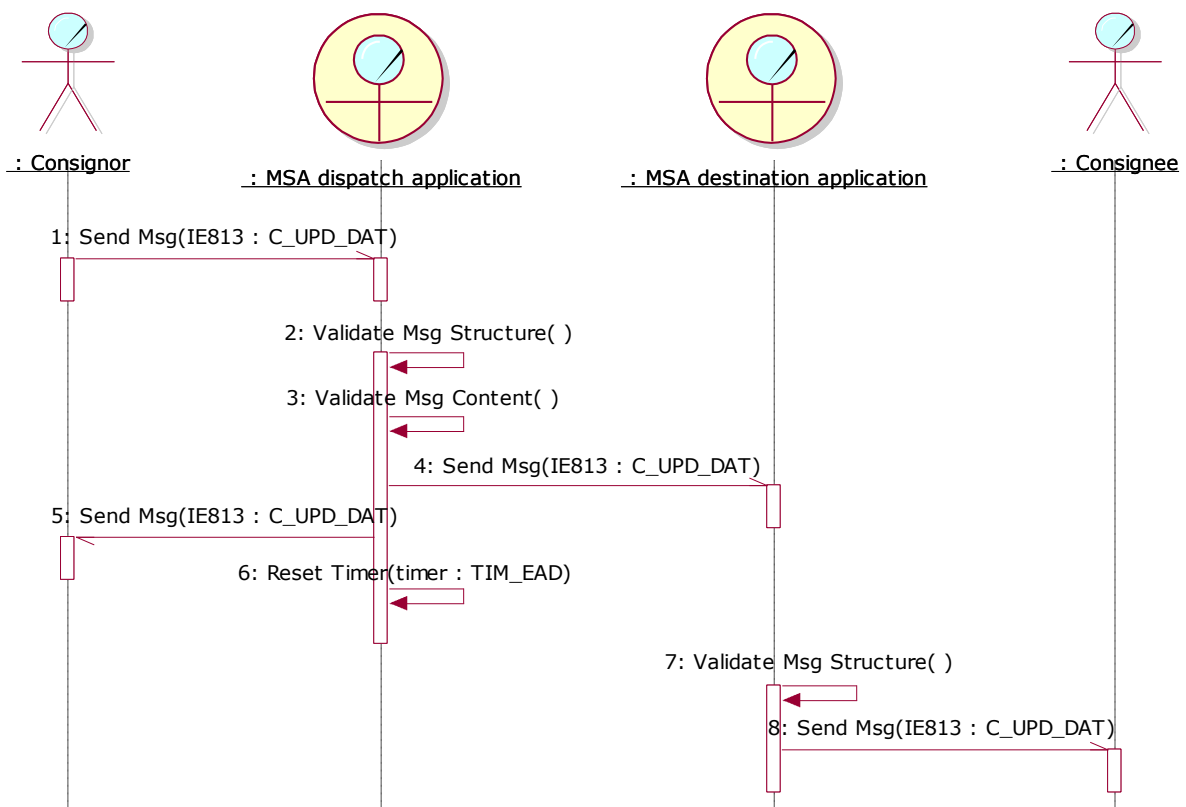 : Consignor
: MSA dispatch application
: MSA destination application
: Consignee
1: Send Msg(IE813 : C_UPD_DAT)
2: Validate Msg Structure( )
3: Validate Msg Content( )
4: Send Msg(IE813 : C_UPD_DAT)
5: Send Msg(IE813 : C_UPD_DAT)
6: Reset Timer(timer : TIM_EAD)
7: Validate Msg Structure( )
8: Send Msg(IE813 : C_UPD_DAT)